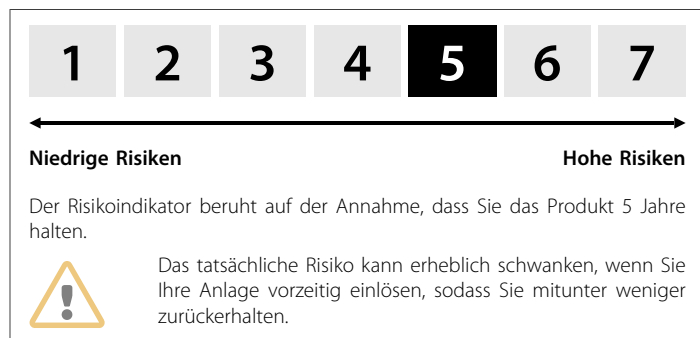 1 2 3 4 5 6 7
Niedrige Risiken Hohe Risiken
Der Risikoindikator beruht auf der Annahme, dass Sie das Produkt 5 Jahre
halten.
Das tatsächliche Risiko kann erheblich schwanken, wenn Sie
Ihre Anlage vorzeitig einlösen, sodass Sie mitunter weniger
zurückerhalten.